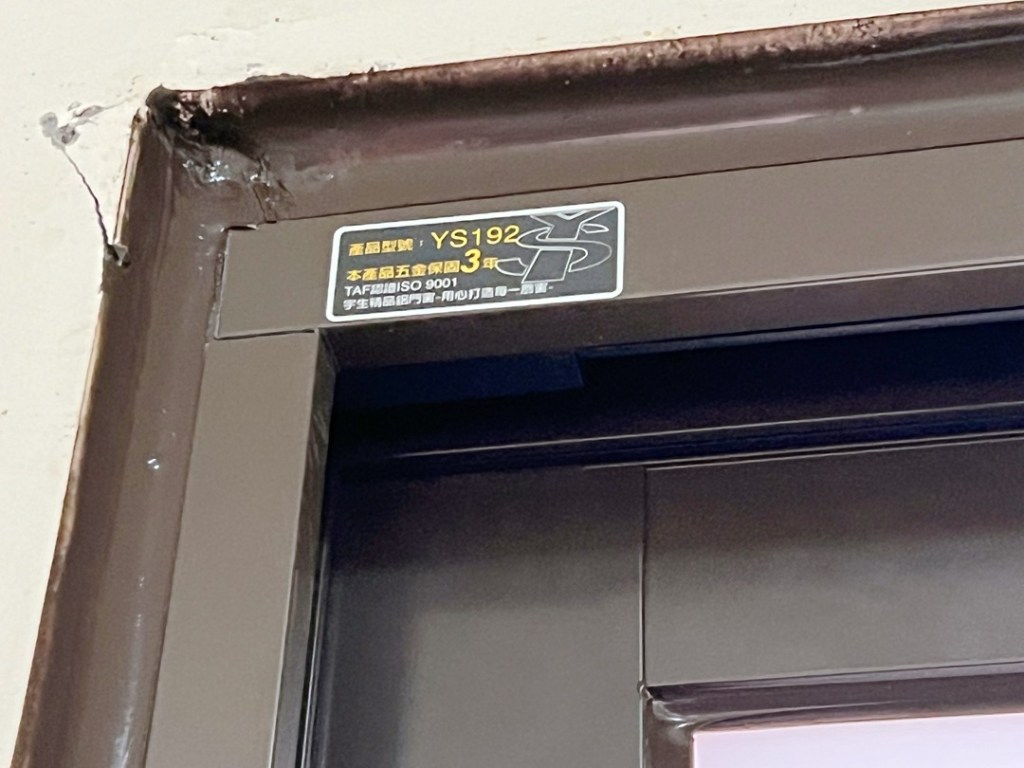 產品型號：YS192
本產品五金保固3年
TAF認證ISO 9001
宇生精品鋁門窗-用心打造每一扇窗-
YS